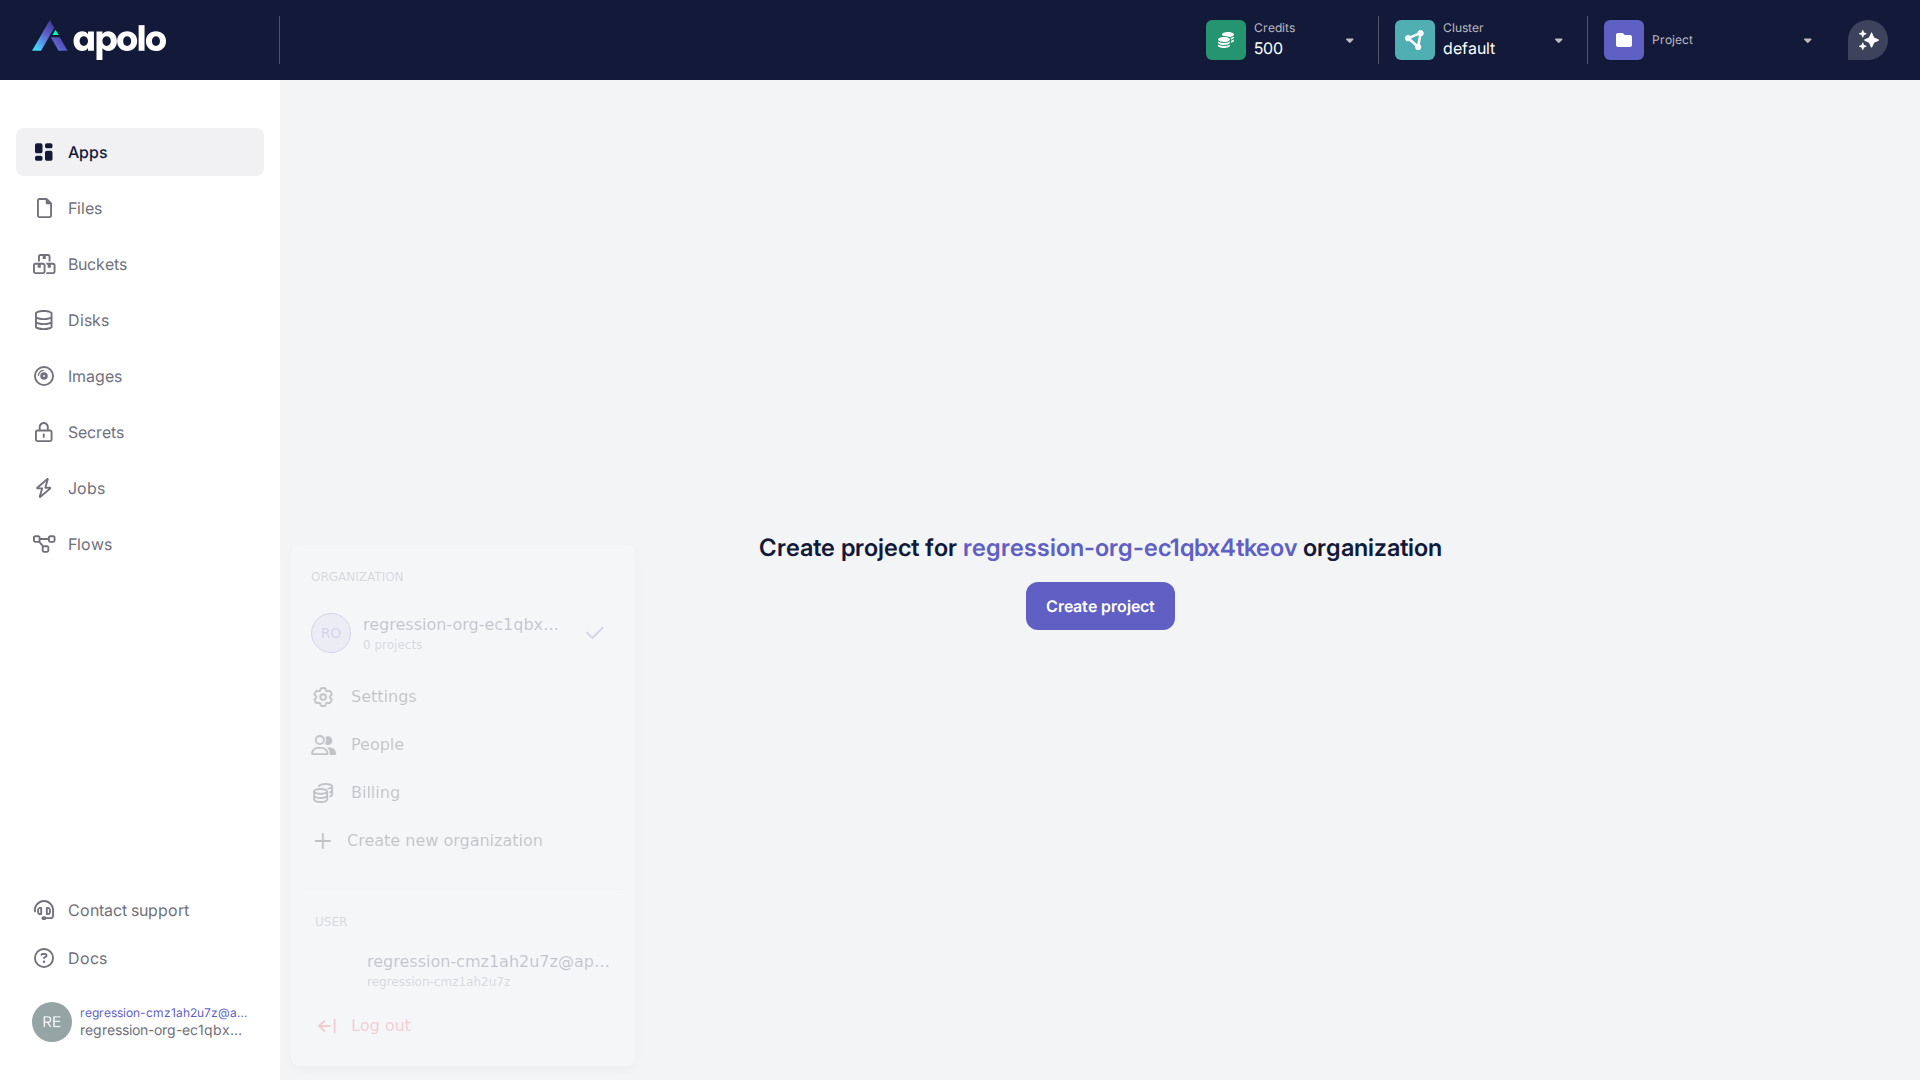 apolo
Credits
500
Cluster
default
Project
Apps
Files
Buckets
Disks
Images
Secrets
Jobs
Flows
Create project for regression-org-ec1qbx4tkeov organization
Create project
ORGANIZATION
RO
regression-org-ec1qbx...
0 projects
Settings
People
Billing
Create new organization
USER
regression-cmz1ah2u7z@ap...
regression-cmz1ah2u7z
Log out
Contact support
Docs
RE
regression-cmz1ah2u7z@a...
regression-org-ec1qbx...